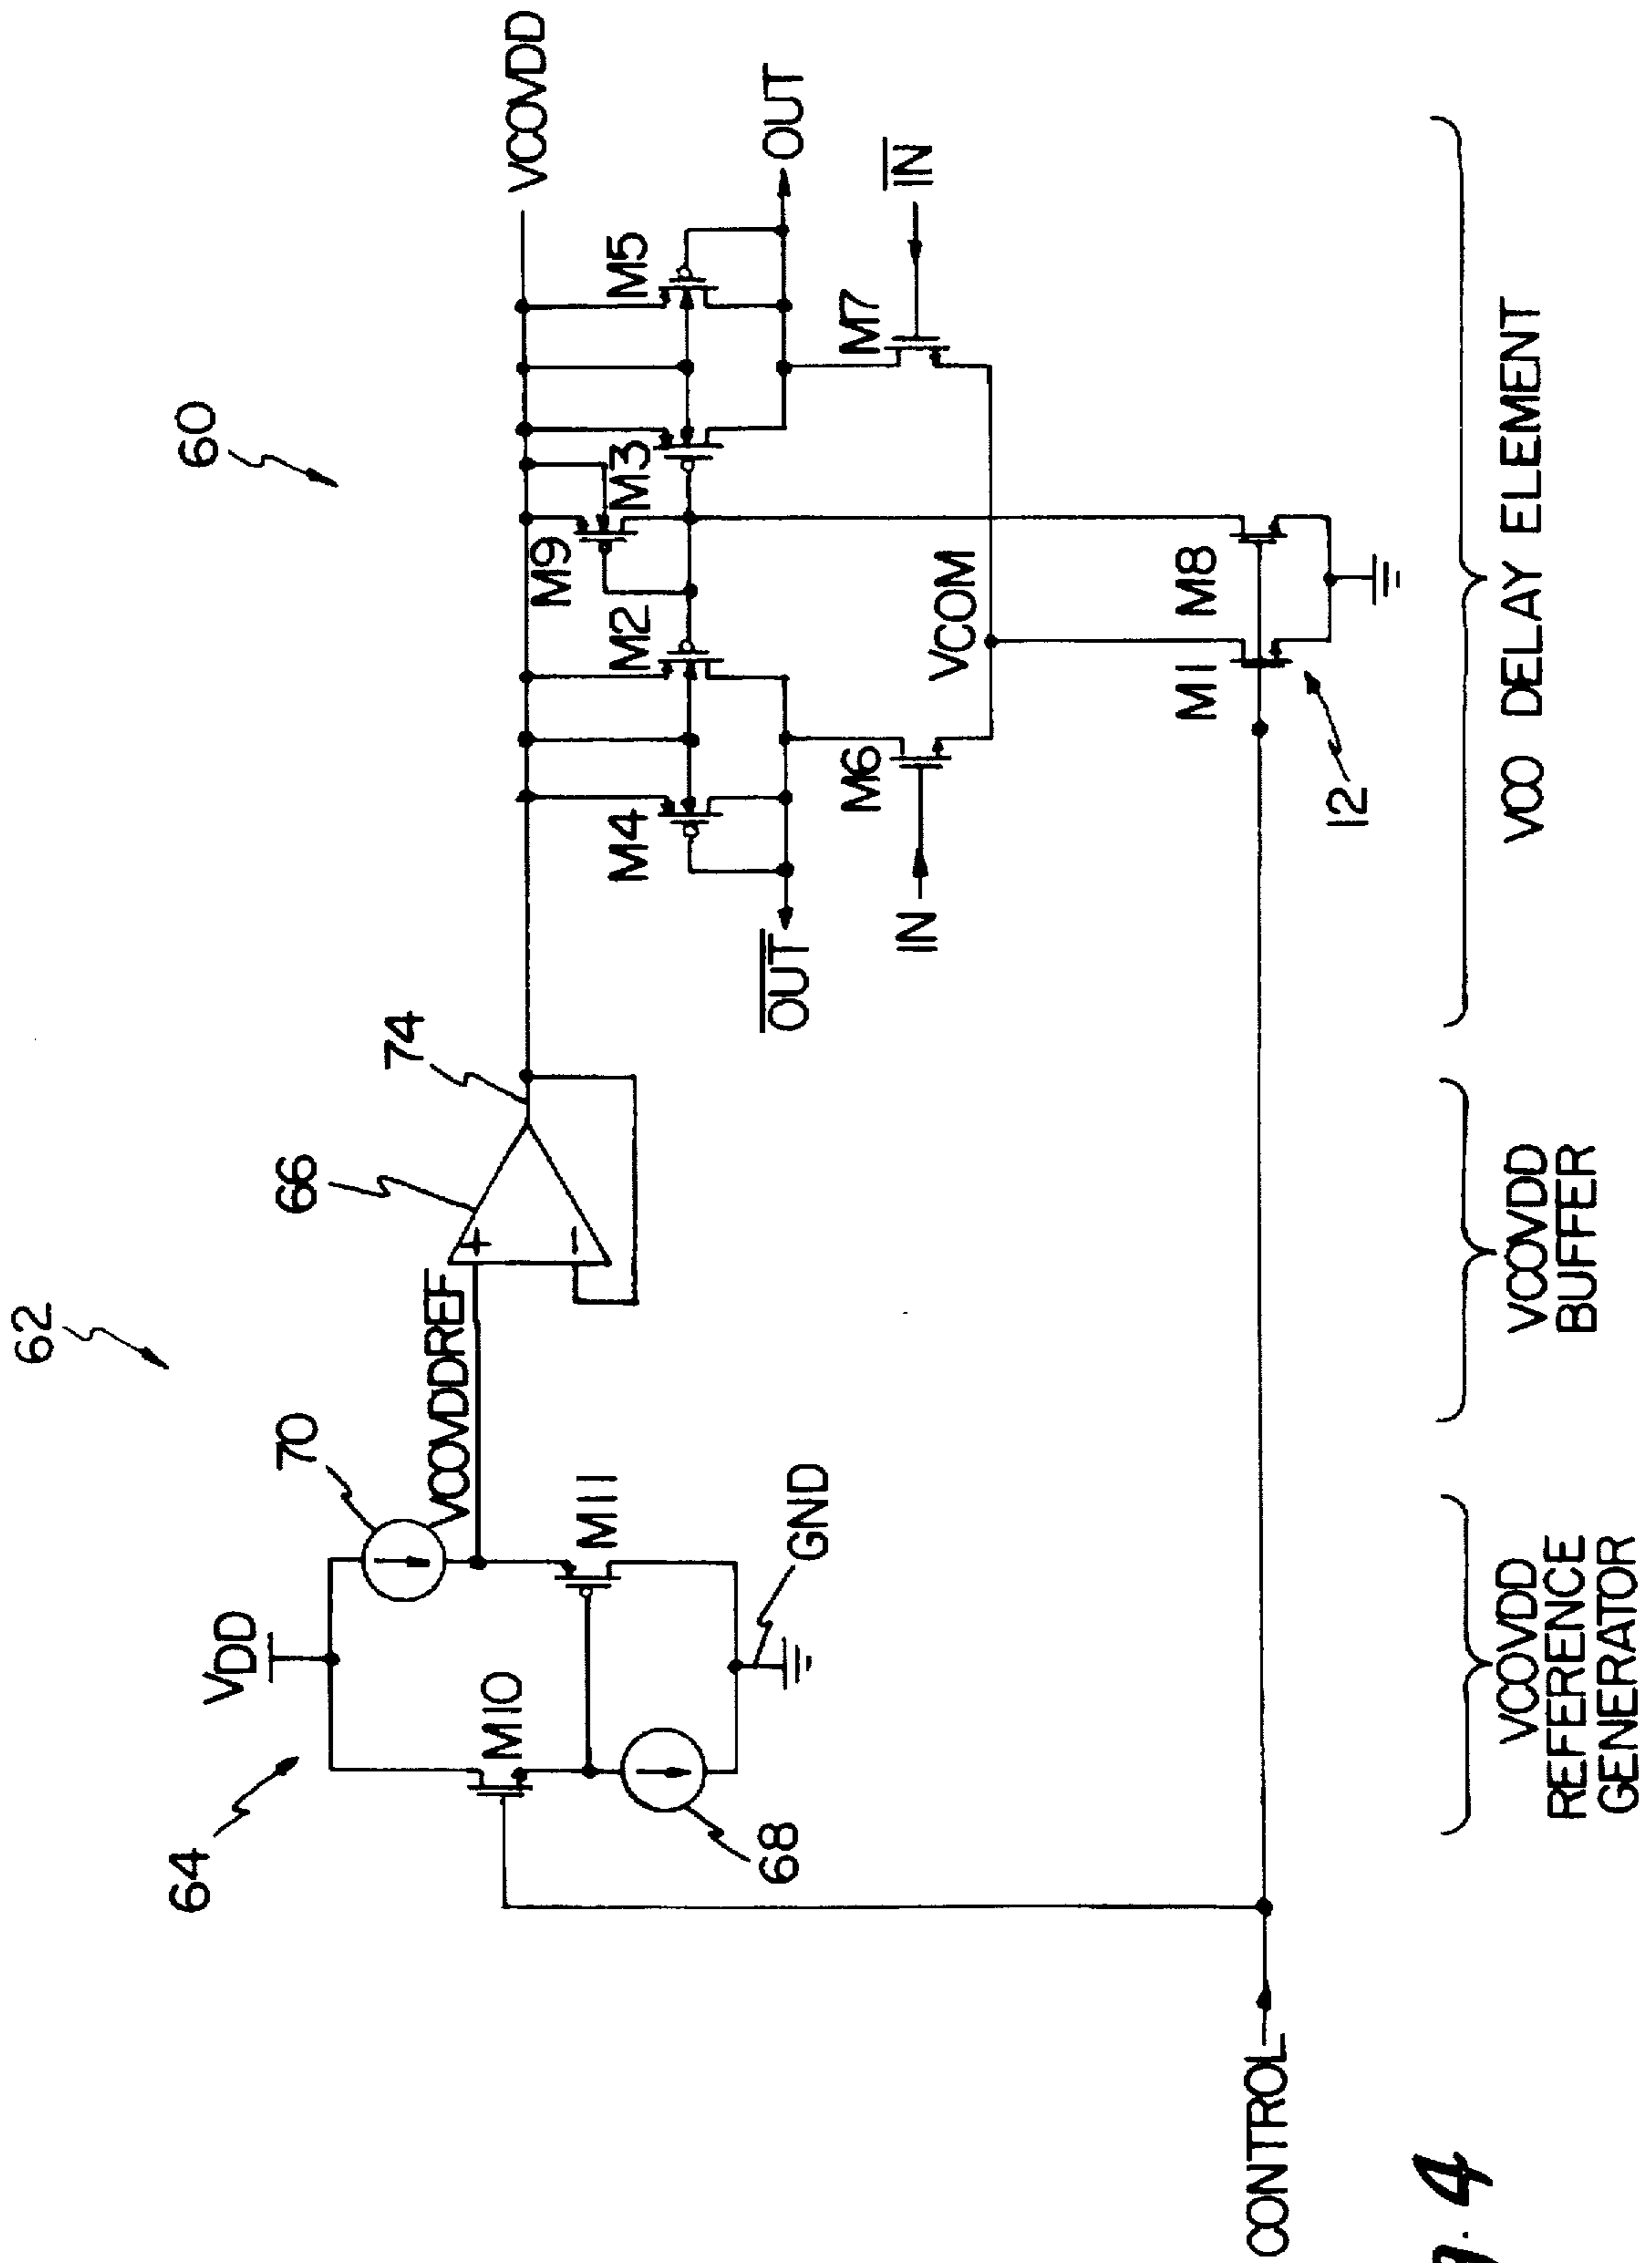 62
60
64
VDD
70
66
74
VCOVDD
VCOVDDREF
M10
M11
68
GND
M4
M2
M9
M3
M5
OUT
OUT
IN
M6
VCOM
M7
IN
M1
M8
12
CONTROL
VCOVDD
REFERENCE
GENERATOR
VCOVDD
BUFFER
VCO DELAY ELEMENT
4